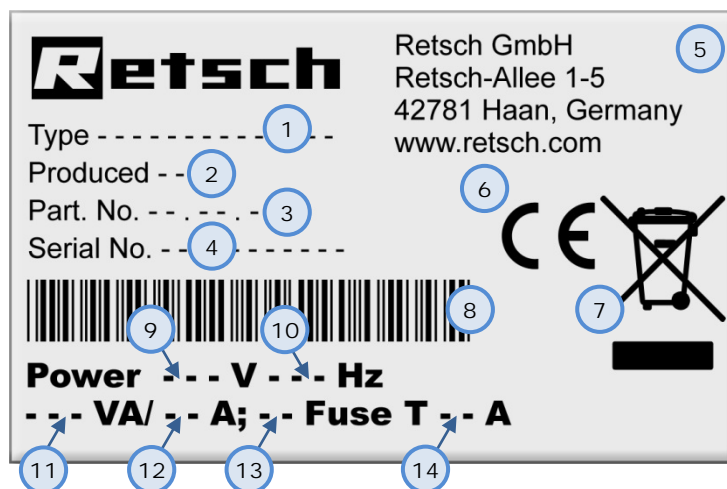 Retsch
Retsch GmbH
Retsch-Allee 1-5
42781 Haan, Germany
www.retsch.com
5
Type - - - - - - - - - - - - - -
1
Produced - -
2
Part. No. - - . - - . -
3
Serial No. - - - - - - - - - - -
4
6
CE
7
8
9
10
Power - - - V - - - Hz
- - - VA/ - - A; - - Fuse T - - A
11
12
13
14